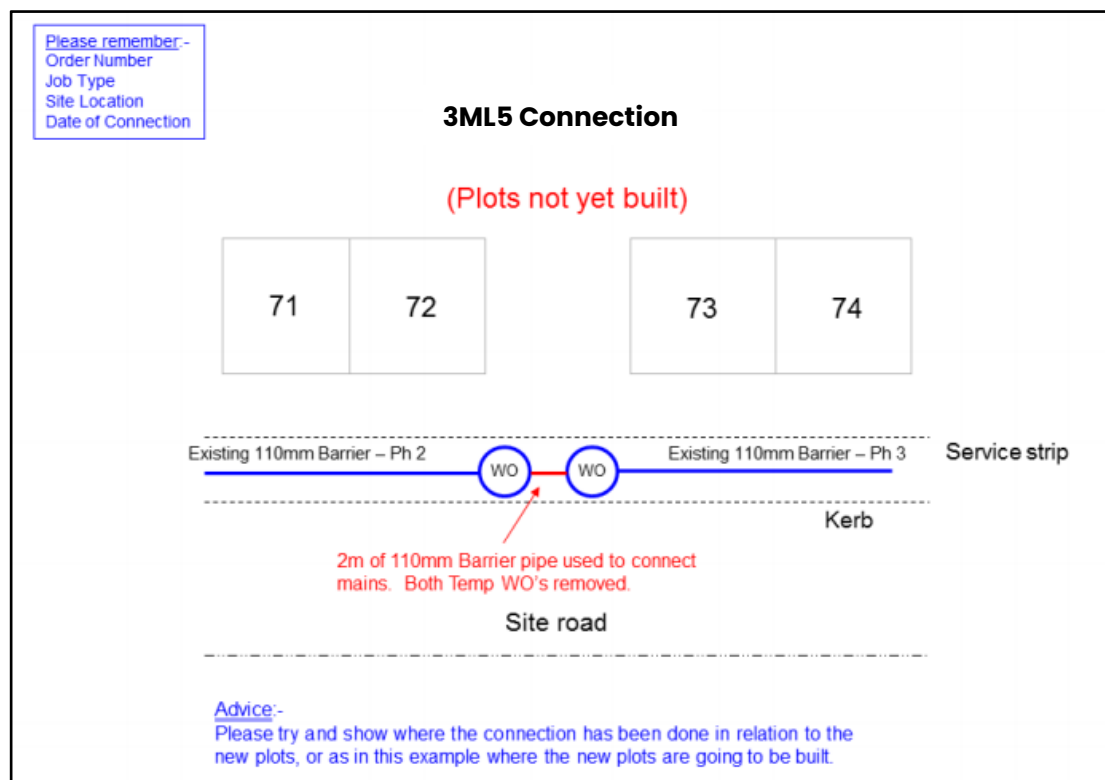 Please remember:-
Order Number
Job Type
Site Location
Date of Connection
3ML5 Connection
(Plots not yet built)
71
72
73
74
Existing 110mm Barrier – Ph 2
WO
WO
Existing 110mm Barrier – Ph 3
Service strip
Kerb
2m of 110mm Barrier pipe used to connect
mains. Both Temp WO's removed.
Site road
Advice:-
Please try and show where the connection has been done in relation to the
new plots, or as in this example where the new plots are going to be built.